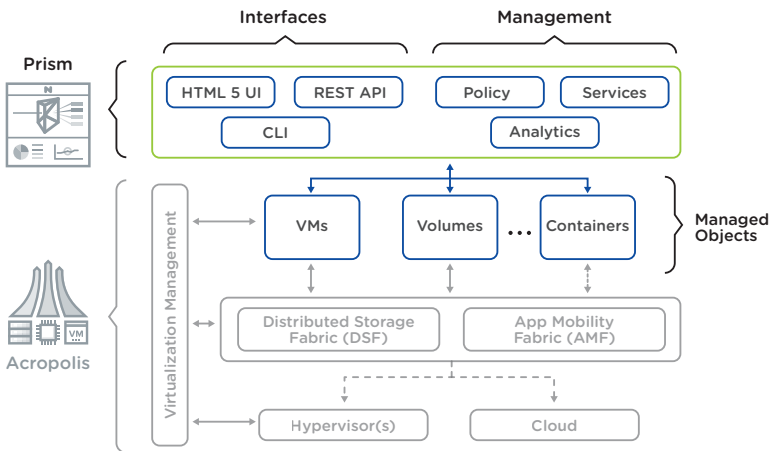 Interfaces
Management
Prism
N
HTML 5 UI
REST API
Policy
Services
CLI
Analytics
VMs
Volumes
...
Containers
Managed
Objects
Virtualization Management
Distributed Storage
Fabric (DSF)
App Mobility
Fabric (AMF)
VM
Acropolis
Hypervisor(s)
Cloud